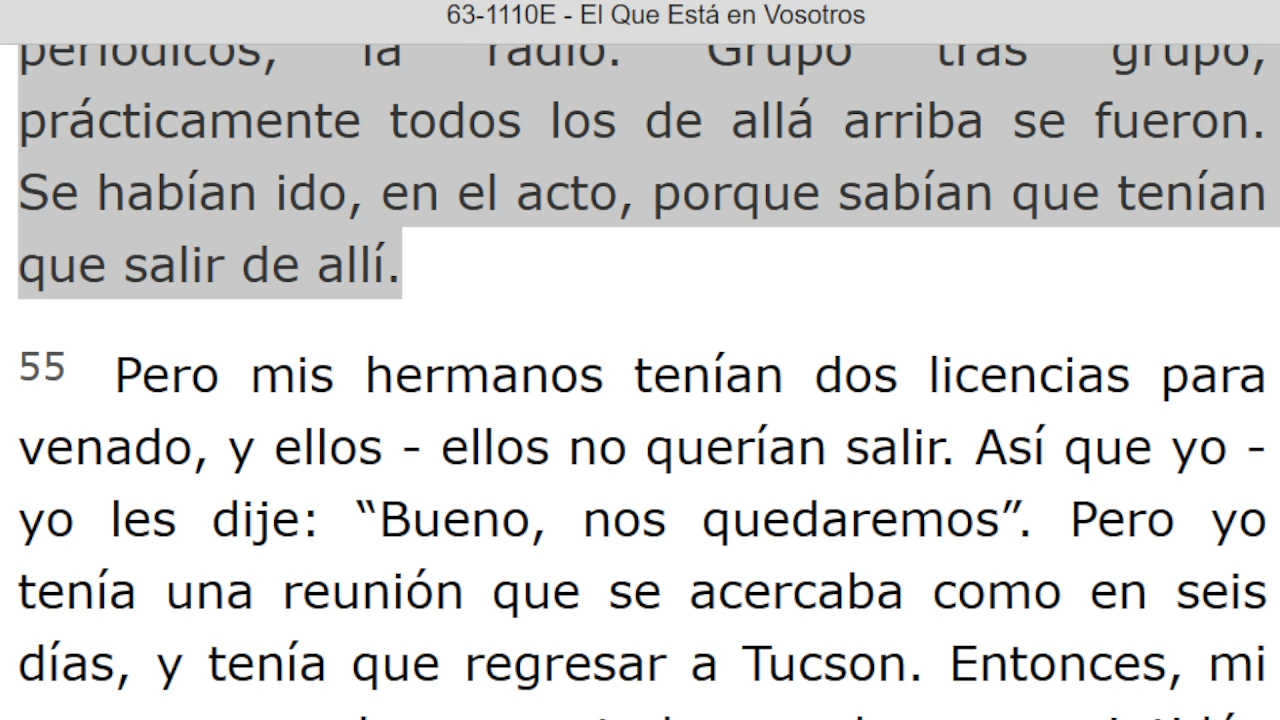 63-1110E - El Que Está en Vosotros
periódicos, la radio. Grupo tras grupo,
prácticamente todos los de allá arriba se fueron.
Se habían ido, en el acto, porque sabían que tenían
que salir de allí.
55 Pero mis hermanos tenían dos licencias para
venado, y ellos - ellos no querían salir. Así que yo -
yo les dije: “Bueno, nos quedaremos”. Pero yo
tenía una reunión que se acercaba como en seis
días, y tenía que regresar a Tucson. Entonces, mi